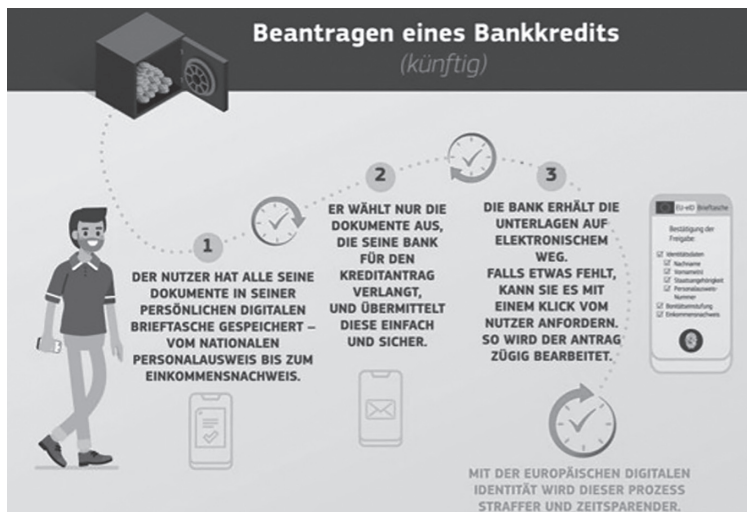 Beantragen eines Bankkredits
(künftig)
1
DER NUTZER HAT ALLE SEINE
DOKUMENTE IN SEINER
PERSÖNLICHEN DIGITALEN
BRIEFTASCHE GESPEICHERT –
VOM NATIONALEN
PERSONALAUSWEIS BIS ZUM
EINKOMMENSNACHWEIS.
2
ER WÄHLT NUR DIE
DOKUMENTE AUS,
DIE SEINE BANK
FÜR DEN
KREDITANTRAG
VERLANGT,
UND ÜBERMITTELT
DIESE EINFACH
UND SICHER.
3
DIE BANK ERHÄLT DIE
UNTERLAGEN AUF
ELEKTRONISCHEM
WEG.
FALLS ETWAS FEHLT,
KANN SIE ES MIT
EINEM KLICK VOM
NUTZER ANFORDERN.
SO WIRD DER ANTRAG
ZÜGIG BEARBEITET.
EU-eID Brieftasche
Bestätigung der
Freigabe:
Identitätsdaten
Nachname
Vorname(n)
Staatsangehörigkeit
Personalausweis-
Nummer
Bonitätseinstufung
Einkommensnachweis
MIT DER EUROPÄISCHEN DIGITALEN
IDENTITÄT WIRD DIESER PROZESS
STRAFFER UND ZEITSPARENDER.